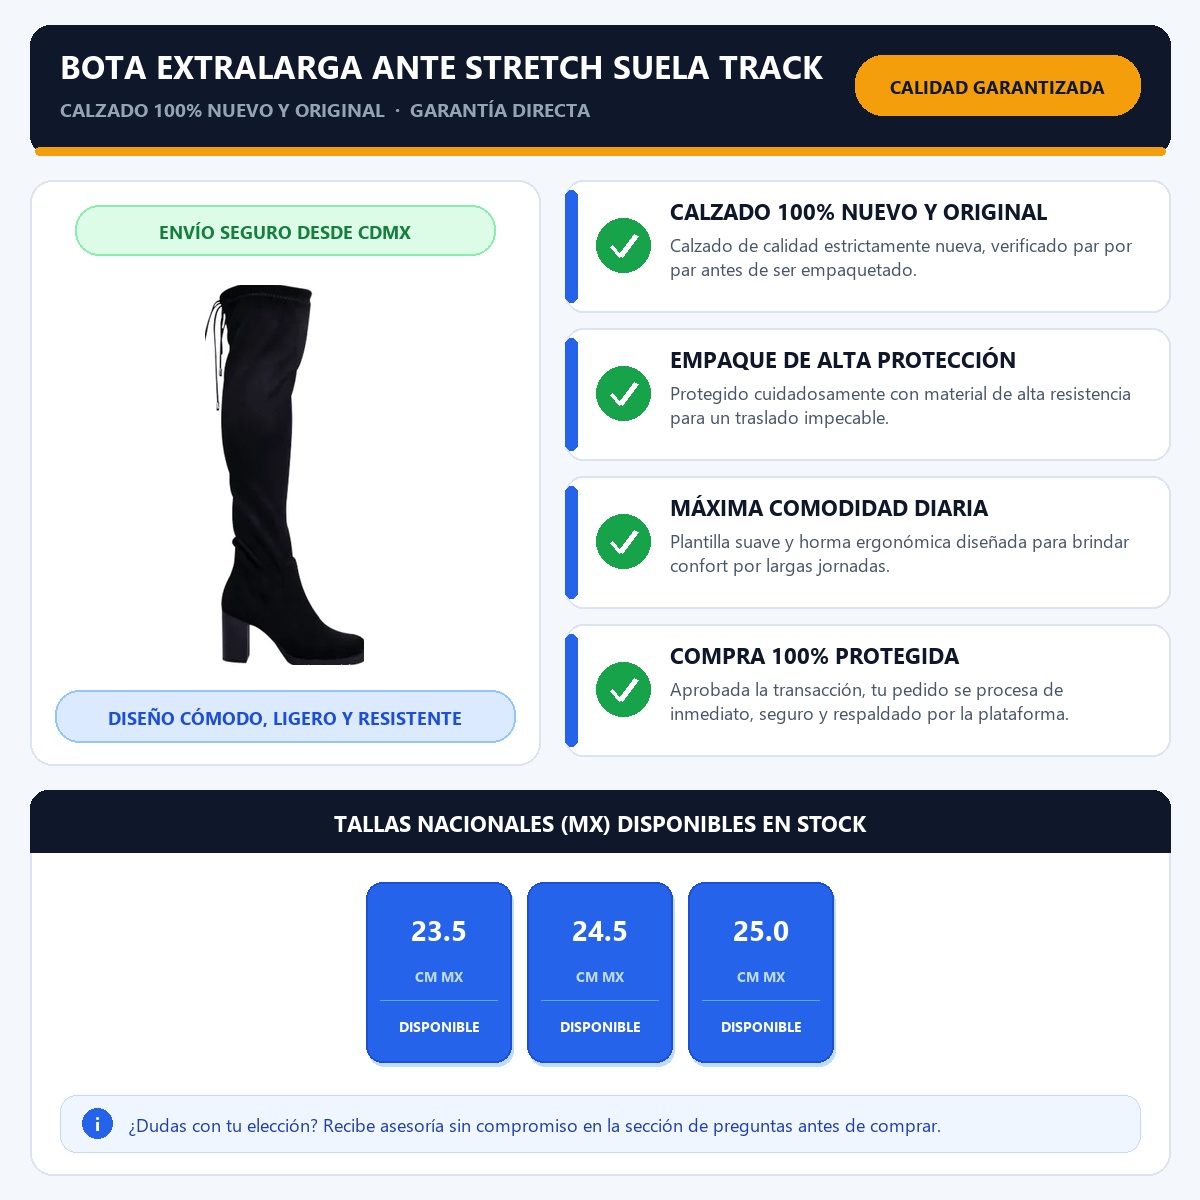 BOTA EXTRALARGA ANTE STRETCH SUELA TRACK
CALZADO 100% NUEVO Y ORIGINAL · GARANTÍA DIRECTA
CALIDAD GARANTIZADA
ENVÍO SEGURO DESDE CDMX
DISEÑO CÓMODO, LIGERO Y RESISTENTE
CALZADO 100% NUEVO Y ORIGINAL
Calzado de calidad estrictamente nueva, verificado par por
par antes de ser empaquetado.
EMPAQUE DE ALTA PROTECCIÓN
Protegido cuidadosamente con material de alta resistencia
para un traslado impecable.
MÁXIMA COMODIDAD DIARIA
Plantilla suave y horma ergonómica diseñada para brindar
confort por largas jornadas.
COMPRA 100% PROTEGIDA
Aprobada la transacción, tu pedido se procesa de
inmediato, seguro y respaldado por la plataforma.
TALLAS NACIONALES (MX) DISPONIBLES EN STOCK
23.5
CM MX
DISPONIBLE
24.5
CM MX
DISPONIBLE
25.0
CM MX
DISPONIBLE
¿Dudas con tu elección? Recibe asesoría sin compromiso en la sección de preguntas antes de comprar.